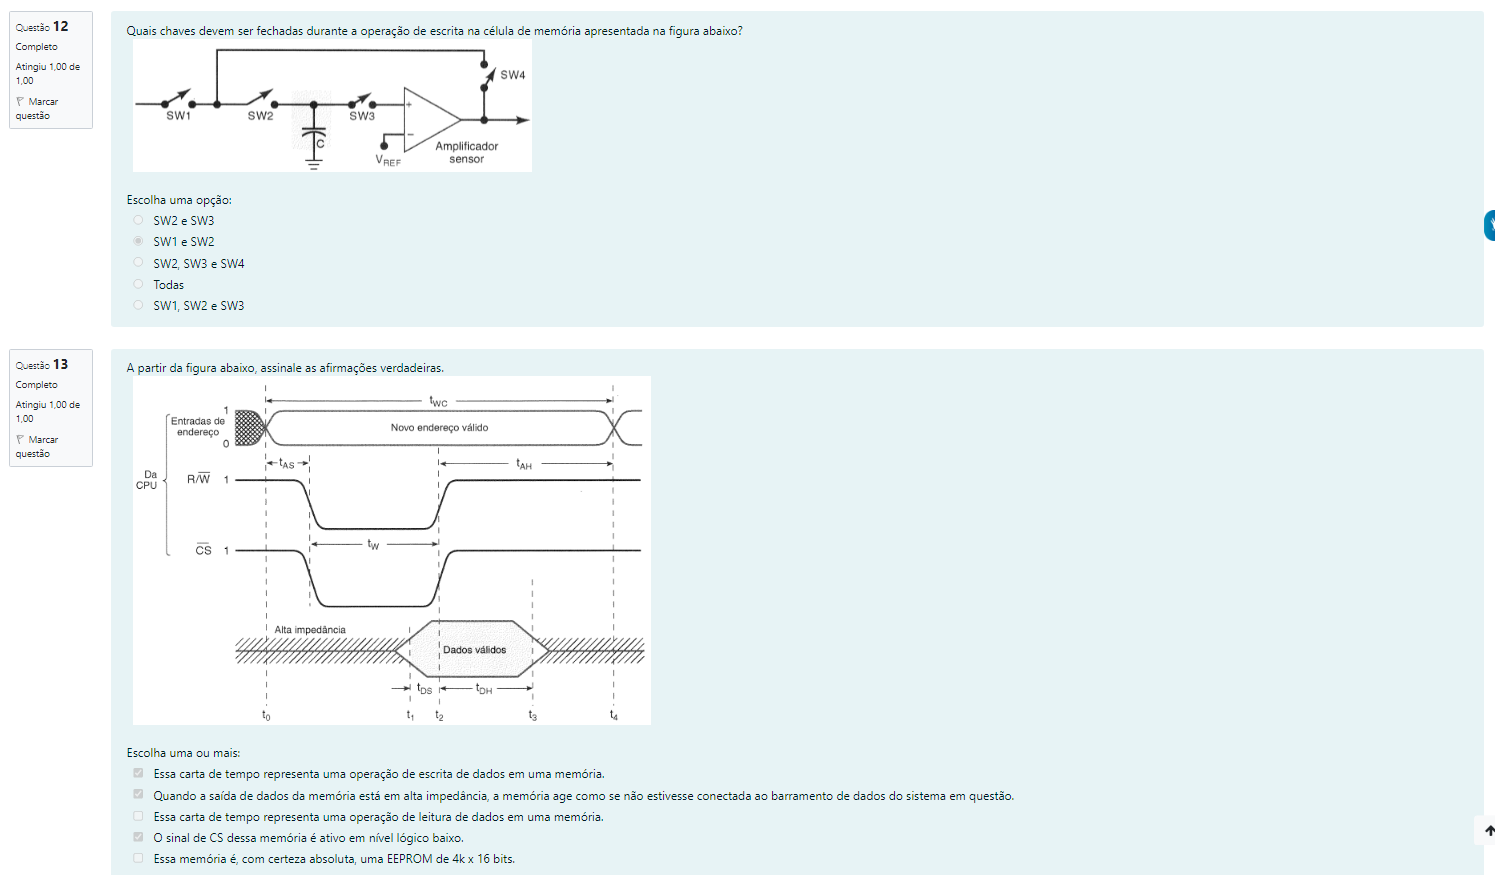 Questão 12
Completo
Atingiu 1,00 de
1,00
Marcar
questão
Quais chaves devem ser fechadas durante a operação de escrita na célula de memória apresentada na figura abaixo?
SW4
SW1
SW2
SW3
+
C
−
VREF
Amplificador
sensor
Escolha uma opção:
SW2 e SW3
SW1 e SW2
SW2, SW3 e SW4
Todas
SW1, SW2 e SW3
Questão 13
Completo
Atingiu 1,00 de
1,00
Marcar
questão
A partir da figura abaixo, assinale as afirmações verdadeiras.
tWC
1
Entradas de
endereço
0
Novo endereço válido
tAS
tAH
Da
CPU
R/W̅ 1
tW
C̅S̅ 1
Alta impedância
Dados válidos
tDS
tDH
t0
t1
t2
t3
t4
Escolha uma ou mais:
Essa carta de tempo representa uma operação de escrita de dados em uma memória.
Quando a saída de dados da memória está em alta impedância, a memória age como se não estivesse conectada ao barramento de dados do sistema em questão.
Essa carta de tempo representa uma operação de leitura de dados em uma memória.
O sinal de CS dessa memória é ativo em nível lógico baixo.
Essa memória é, com certeza absoluta, uma EEPROM de 4k x 16 bits.